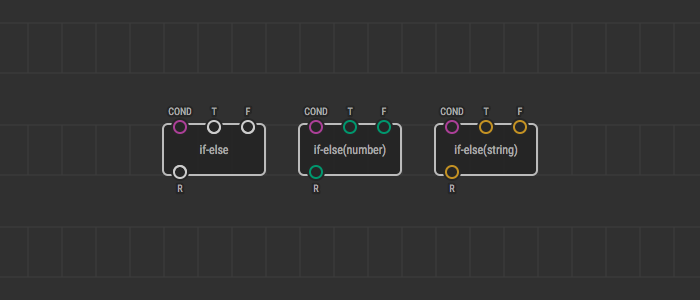 COND T F COND T F COND T F
if-else if-else(number) if-else(string)
R R R